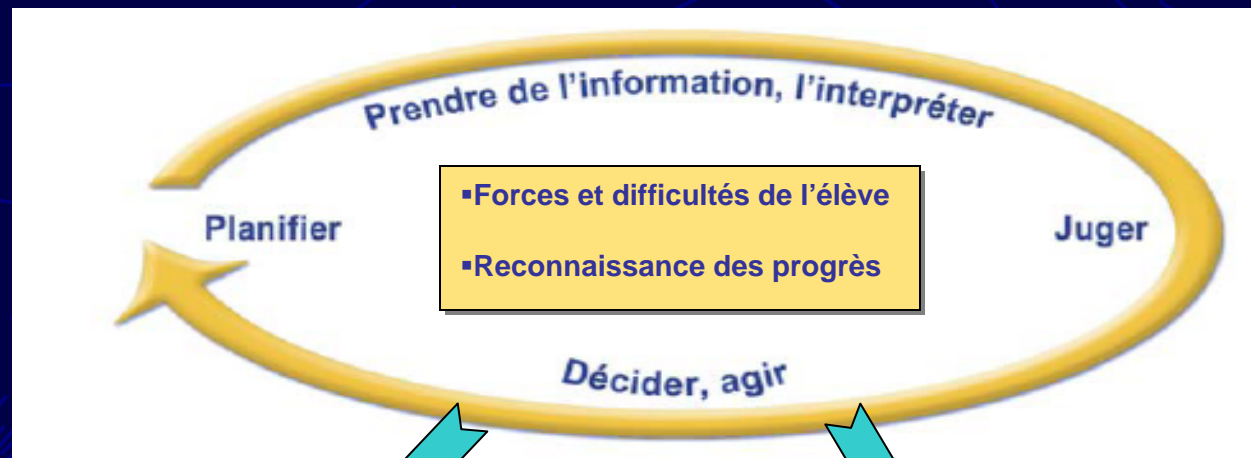 Prendre de l'information, l'interpréter
▪Forces et difficultés de l'élève
Planifier
Juger
▪Reconnaissance des progrès
Décider, agir